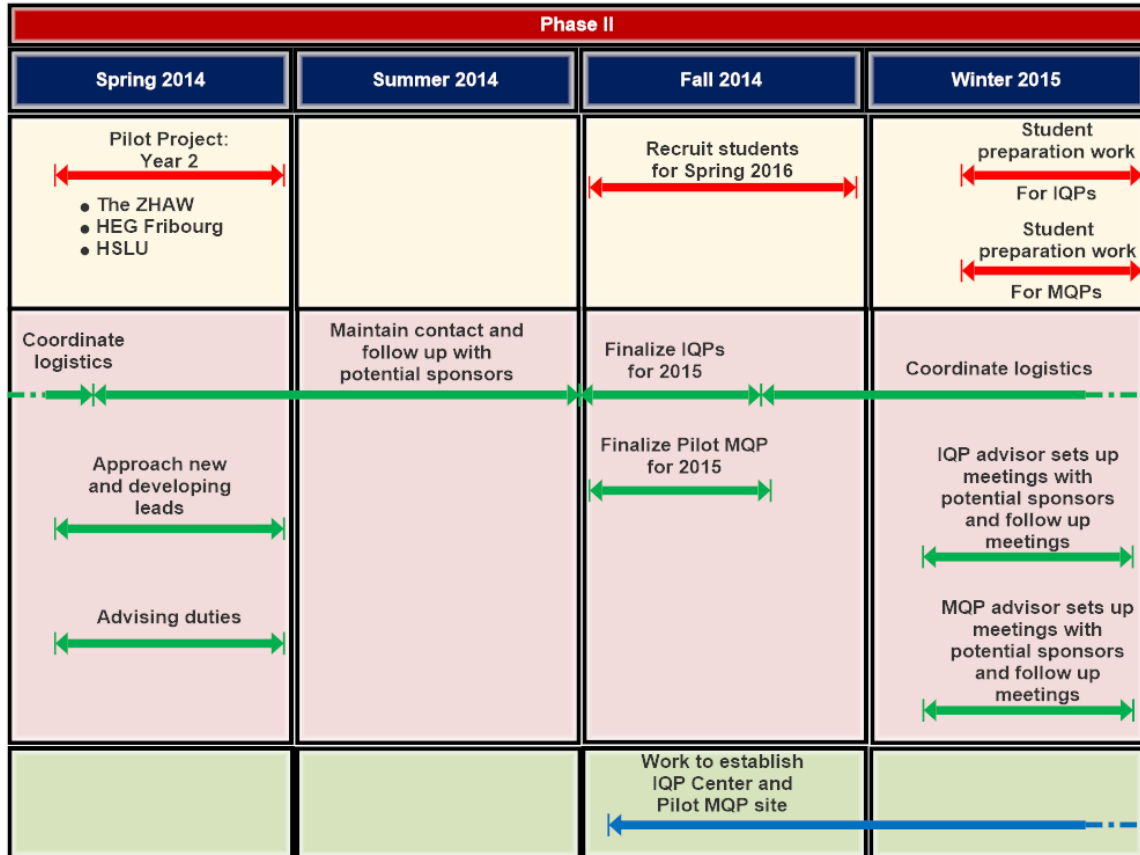 Phase II
Spring 2014
Summer 2014
Fall 2014
Winter 2015
Pilot Project:
Year 2
• The ZHAW
• HEG Fribourg
• HSLU
Recruit students
for Spring 2016
Student
preparation work
For IQPs
Student
preparation work
For MQPs
Coordinate
logistics
Maintain contact and
follow up with
potential sponsors
Finalize IQPs
for 2015
Coordinate logistics
Approach new
and developing
leads
Finalize Pilot MQP
for 2015
IQP advisor sets up
meetings with
potential sponsors
and follow up
meetings
Advising duties
MQP advisor sets up
meetings with
potential sponsors
and follow up
meetings
Work to establish
IQP Center and
Pilot MQP site